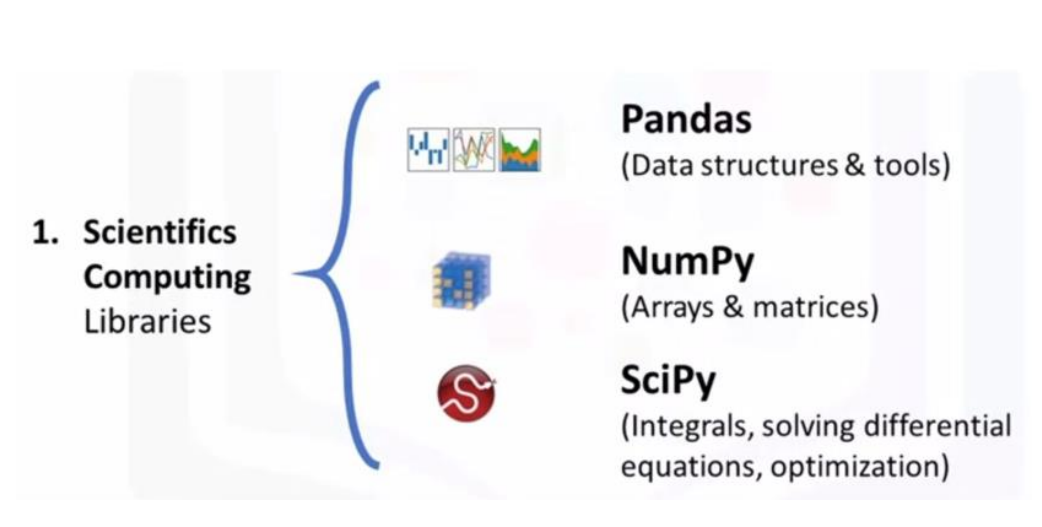 1. Scientifics
Computing
Libraries
Pandas
(Data structures & tools)
NumPy
(Arrays & matrices)
SciPy
(Integrals, solving differential
equations, optimization)